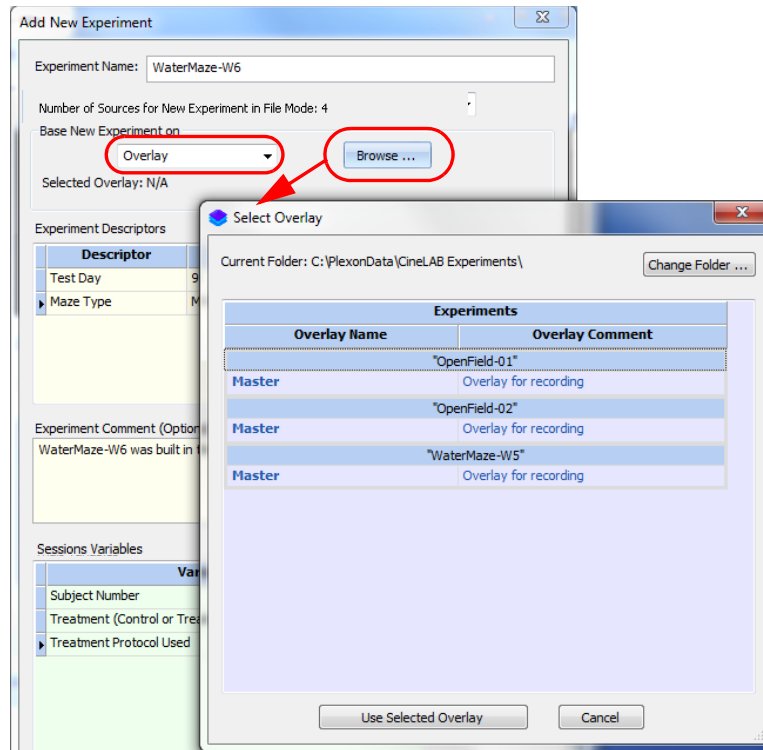 Add New Experiment
Experiment Name: WaterMaze-W6
Number of Sources for New Experiment in File Mode: 4
Base New Experiment on
Overlay Browse ...
Selected Overlay: N/A
Select Overlay
Current Folder: C:\PlexonData\CineLAB Experiments\ Change Folder ...
Experiments
Overlay Name Overlay Comment
"OpenField-01"
Master Overlay for recording
"OpenField-02"
Master Overlay for recording
"WaterMaze-W5"
Master Overlay for recording
Use Selected Overlay Cancel
Experiment Descriptors
Descriptor
Test Day 9
Maze Type M
Experiment Comment (Option
WaterMaze-W6 was built in t
Sessions Variables
Var
Subject Number
Treatment (Control or Trea
Treatment Protocol Used